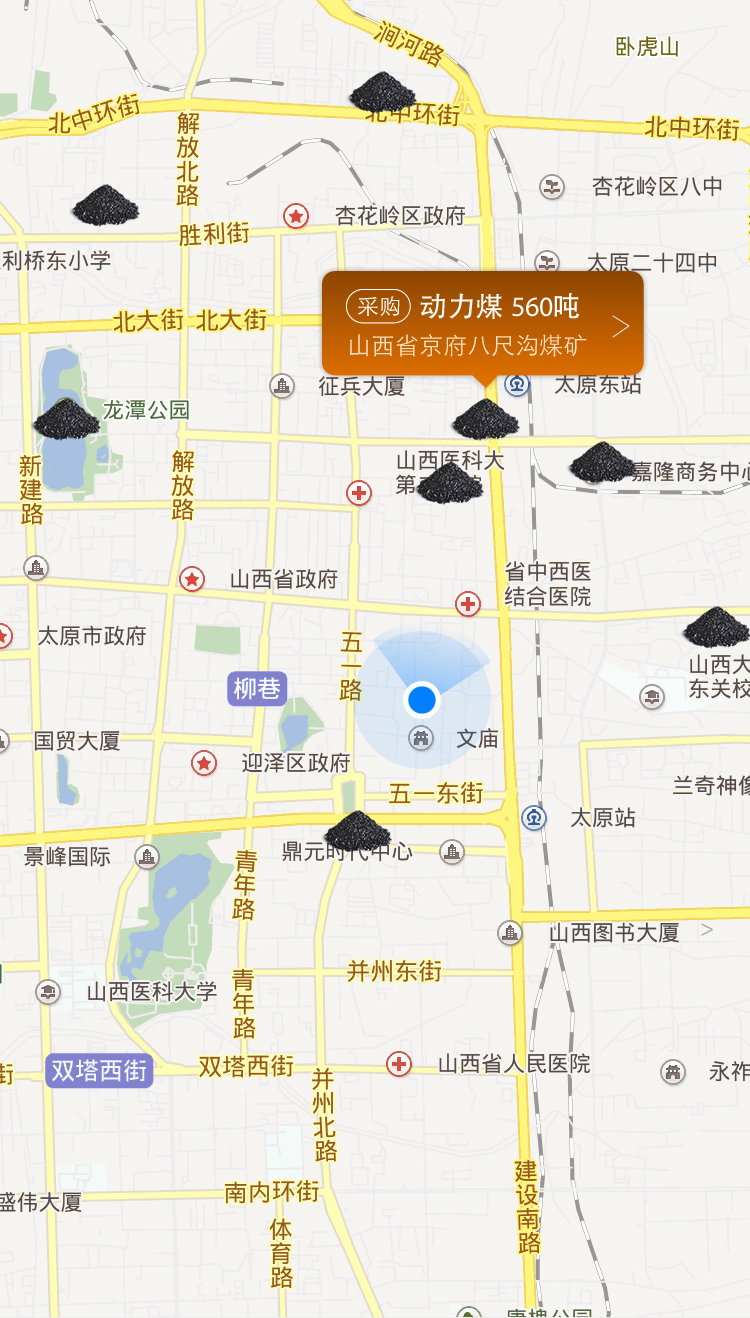 涧河路
卧虎山
北中环街
北中环街
北中环街
解放北路
杏花岭区八中
杏花岭区政府
胜利街
利桥东小学
太原二十四中
采购 动力煤 560吨
山西省京府八尺沟煤矿
北大街 北大街
征兵大厦
太原东站
龙潭公园
新建路
解放路
山西医科大
第
嘉隆商务中心
省中西医
结合医院
山西省政府
太原市政府
五一路
山西大
东关校
柳巷
国贸大厦
文庙
迎泽区政府
兰奇神像
五一东街
太原站
景峰国际
鼎元时代中心
青年路
山西图书大厦 >
并州东街
山西医科大学
青年路
双塔西街
双塔西街
山西省人民医院
永祚
街
并州北路
建设南路
南内环街
盛伟大厦
体育路